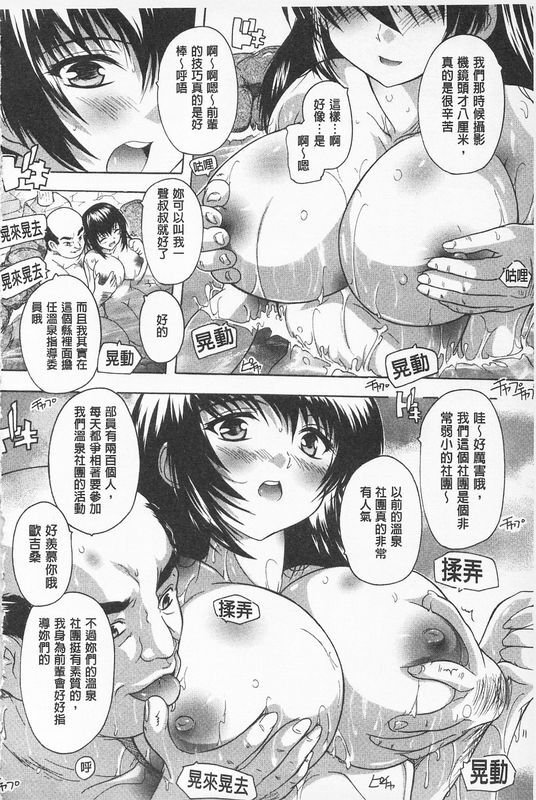 我們那時候攝影
機鏡頭才八厘米，
真的是很辛苦
這樣…啊
好像…是
啊～嗯
咕哩
咕哩
晃動
啊～啊嗯～前輩
的技巧真的是好
棒～呼唔
妳可以叫我一
聲叔叔就好了
好的
晃來晃去
晃來晃去
而且我其實在
這個縣裡面擔
任溫泉指導委
員哦
晃動
哇～好厲害哦，
我們這個社團是個非
常弱小的社團～
以前的溫泉
社團真的非常
有人氣
部員有兩百個人，
每天都爭相著要參加
我們溫泉社團的活動
好羨慕你哦
歐吉桑
揉弄
揉弄
不過妳們的溫泉
社團挺有素質的，
我身為前輩會好好指
導妳們的
呼
晃來晃去
晃動